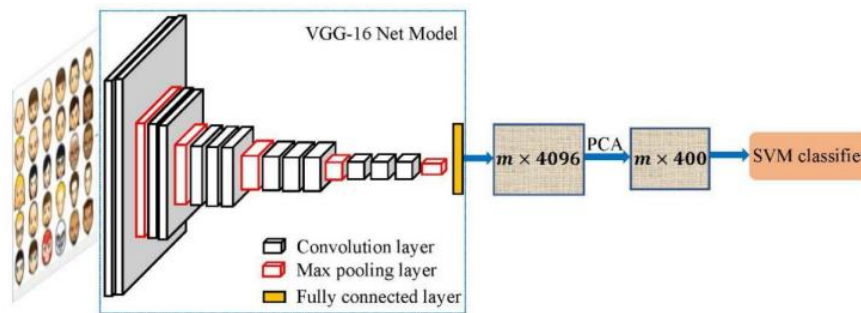 VGG-16 Net Model
m × 4096
PCA
m × 400
SVM classifie
Convolution layer
Max pooling layer
Fully connected layer